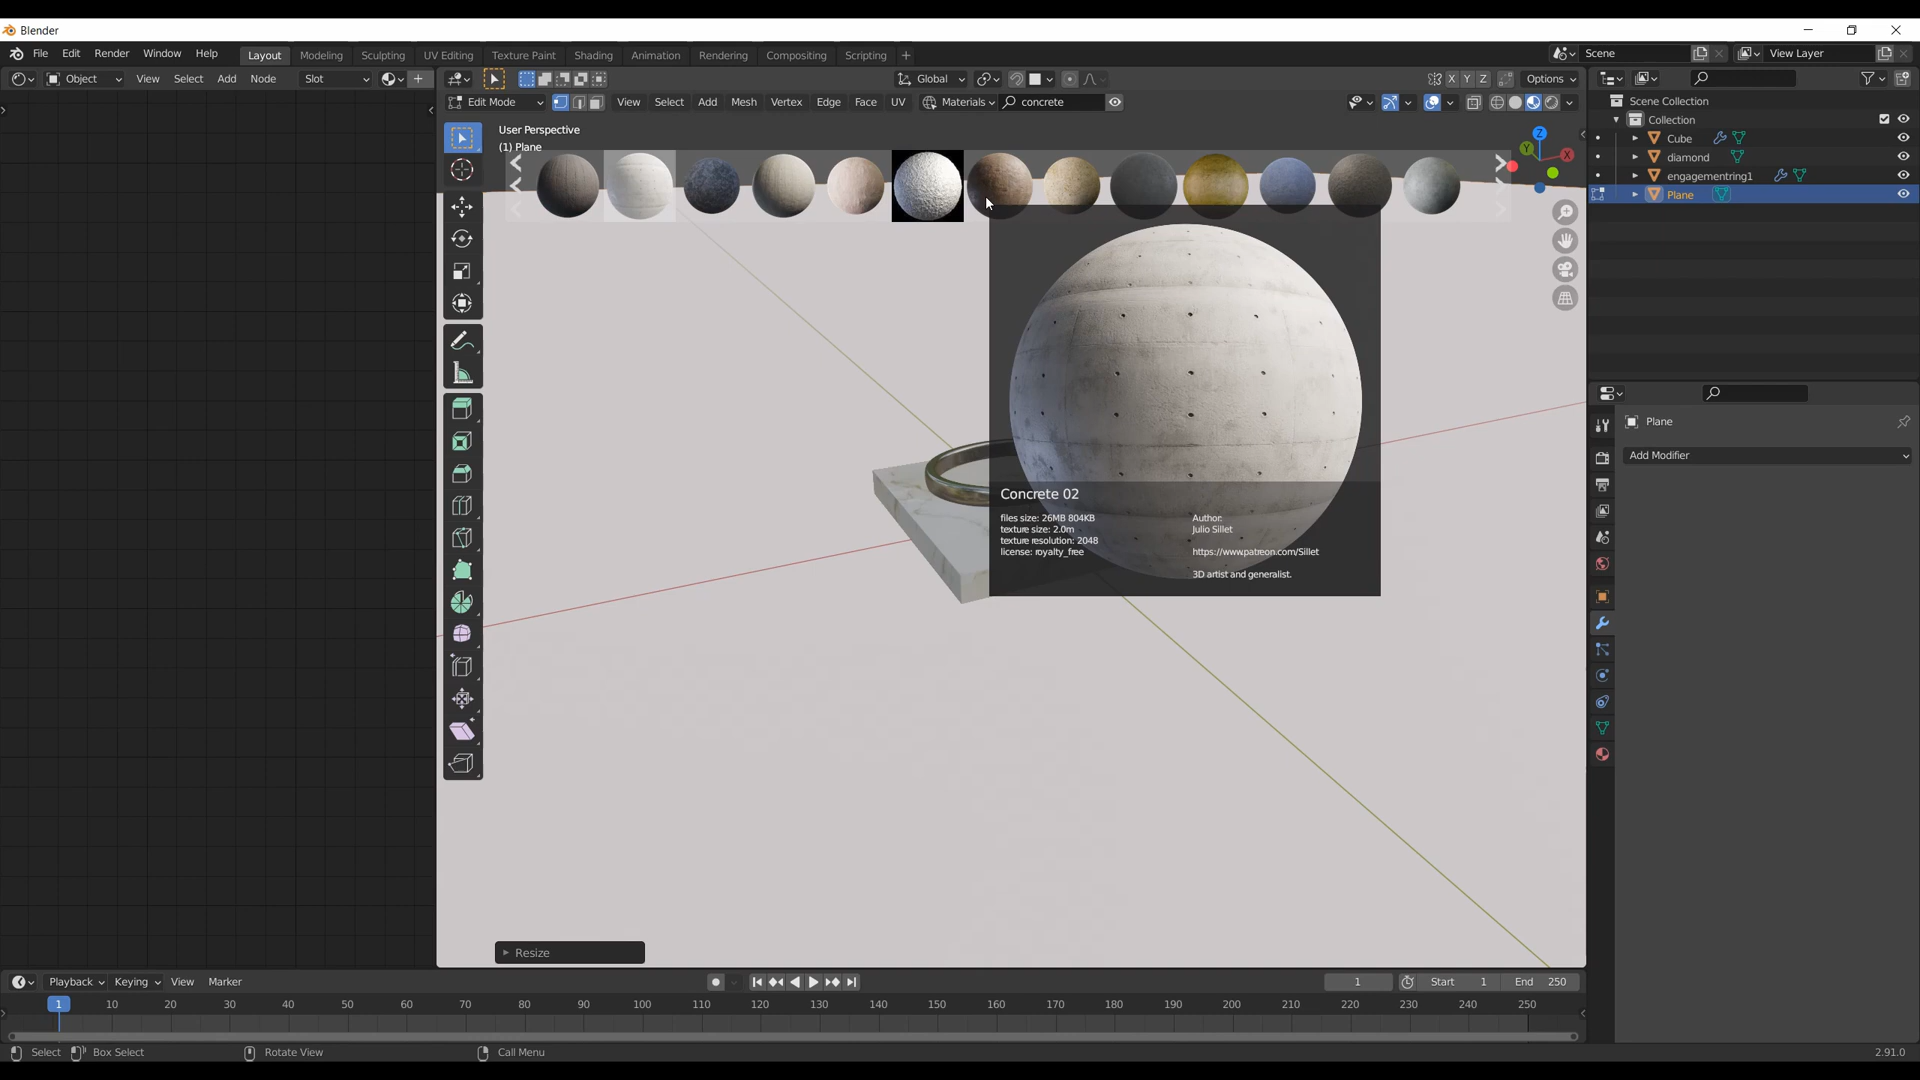 Blender
File Edit Render Window Help Layout Modeling Sculpting UV Editing Texture Paint Shading Animation Rendering Compositing Scripting + Scene View Layer
Object View Select Add Node Slot Global X Y Z Options
Edit Mode View Select Add Mesh Vertex Edge Face UV Materials concrete
Scene Collection
Collection
Cube
diamond
engagementring1
Plane
User Perspective
(1) Plane
Z
Y
X
Concrete 02
files size: 26MB 804KB
texture size: 2.0m
texture resolution: 2048
license: royalty_free
Author:
Julio Sillet
https://www.patreon.com/Sillet
3D artist and generalist.
Plane
Add Modifier
Resize
Playback Keying View Marker 1 Start 1 End 250
1 10 20 30 40 50 60 70 80 90 100 110 120 130 140 150 160 170 180 190 200 210 220 230 240 250
Select Box Select Rotate View Call Menu 2.91.0